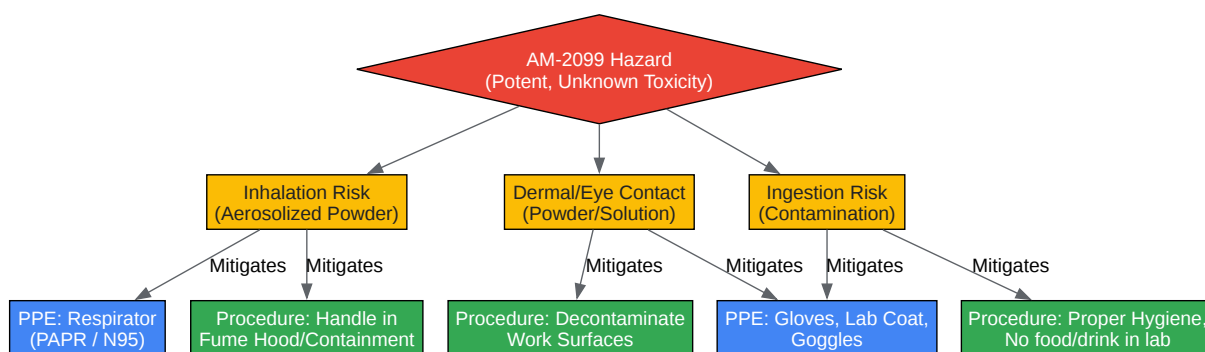 AM-2099 Hazard
(Potent, Unknown Toxicity)
Inhalation Risk
(Aerosolized Powder)
Dermal/Eye Contact
(Powder/Solution)
Ingestion Risk
(Contamination)
Mitigates
Mitigates
Mitigates
Mitigates
Mitigates
Mitigates
PPE: Respirator
(PAPR / N95)
Procedure: Handle in
Fume Hood/Containment
Procedure: Decontaminate
Work Surfaces
PPE: Gloves, Lab Coat,
Goggles
Procedure: Proper Hygiene,
No food/drink in lab